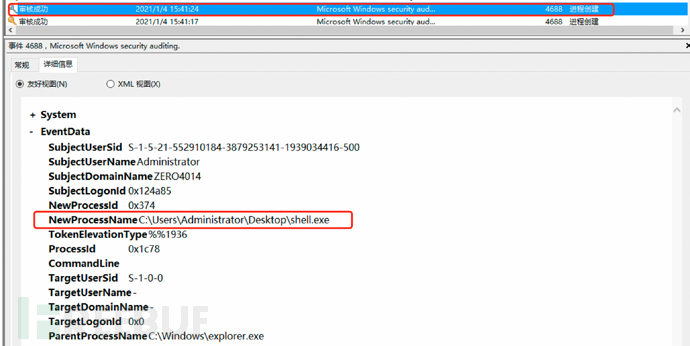 审核成功 2021/1/4 15:41:24 Microsoft Windows security aud... 4688 进程创建
审核成功 2021/1/4 15:41:17 Microsoft Windows security aud... 4688 进程创建
事件 4688，Microsoft Windows security auditing.
常规 详细信息
友好视图(N) XML 视图(X)
+ System
- EventData
SubjectUserSid S-1-5-21-552910184-3879253141-1939034416-500
SubjectUserName Administrator
SubjectDomainName ZERO4014
SubjectLogonId 0x124a85
NewProcessId 0x374
NewProcessName C:\Users\Administrator\Desktop\shell.exe
TokenElevationType %%1936
ProcessId 0x1c78
CommandLine
TargetUserSid S-1-0-0
TargetUserName -
TargetDomainName -
TargetLogonId 0x0
ParentProcessName C:\Windows\explorer.exe